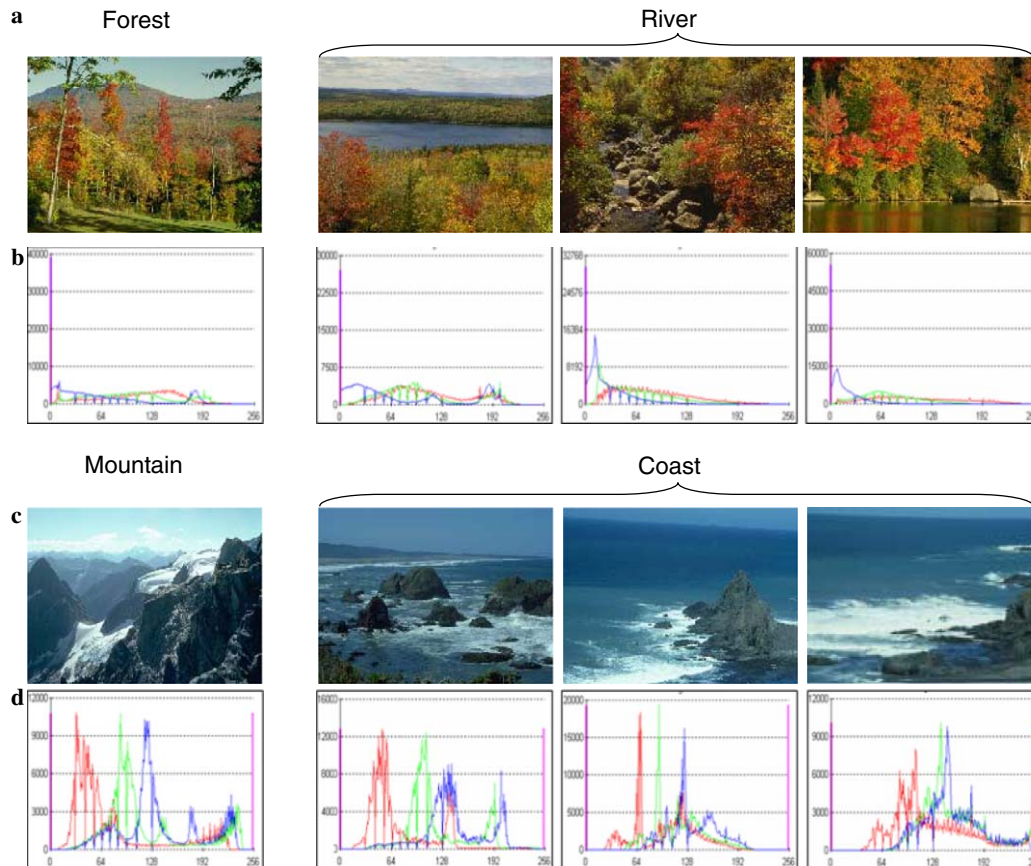 a Forest River
b
40000 30000 22500 15000 7500 0
30000 32768 24576 16384 8192 0
20000 60000 45000 30000 15000 0
10000
0
0 64 128 192 256 0 64 128 192 256 0 64 128 192 256 0 64 128 192 256
Mountain Coast
c
d
12000 16000 20000 12000
9000 12000 15000 9000
6000 8000 10000 6000
3000 4000 5000 3000
0 0 0 0
0 64 128 192 256 0 64 128 192 256 0 64 128 192 256 0 64 128 192 256